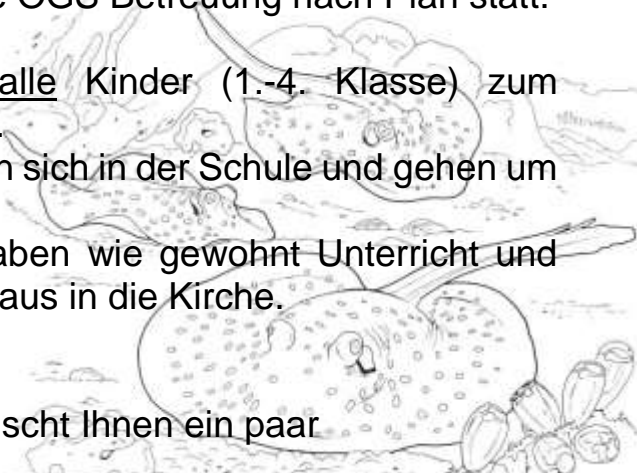 e OGS Betreuung nach Plan statt.
alle Kinder (1.-4. Klasse) zum
.
n sich in der Schule und gehen um
aben wie gewohnt Unterricht und
aus in die Kirche.
scht Ihnen ein paar